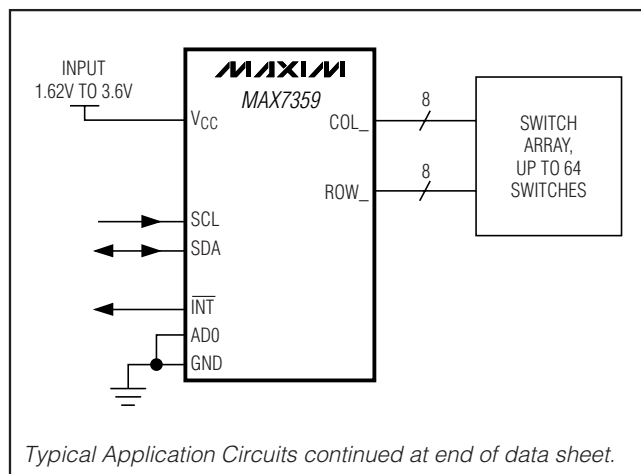 INPUT
1.62V TO 3.6V
MAXIM
MAX7359
VCC
COL_
8
ROW_
8
SWITCH
ARRAY,
UP TO 64
SWITCHES
SCL
SDA
INT
AD0
GND
Typical Application Circuits continued at end of data sheet.